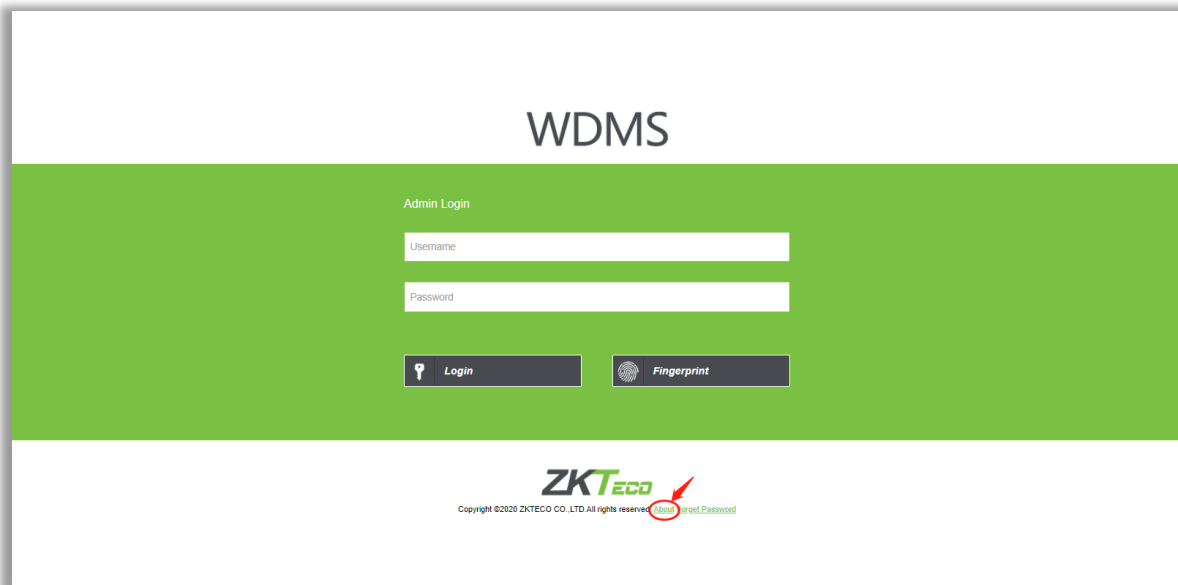 WDMS
Admin Login
Username
Password
Login
Fingerprint
ZKTECO
Copyright ©2020 ZKTECO CO.,LTD.All rights reserved. About Forget Password